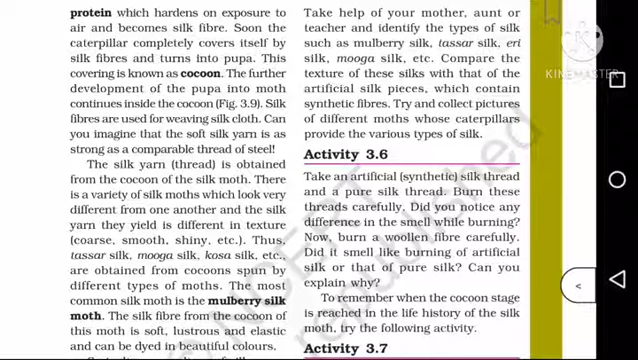 protein which hardens on exposure to
air and becomes silk fibre. Soon the
caterpillar completely covers itself by
silk fibres and turns into pupa. This
covering is known as cocoon. The further
development of the pupa into moth
continues inside the cocoon (Fig. 3.9). Silk
fibres are used for weaving silk cloth. Can
you imagine that the soft silk yarn is as
strong as a comparable thread of steel!
The silk yarn (thread) is obtained
from the cocoon of the silk moth. There
is a variety of silk moths which look very
different from one another and the silk
yarn they yield is different in texture
(coarse, smooth, shiny, etc.). Thus,
tassar silk, mooga silk, kosa silk, etc.,
are obtained from cocoons spun by
different types of moths. The most
common silk moth is the mulberry silk
moth. The silk fibre from the cocoon of
this moth is soft, lustrous and elastic
and can be dyed in beautiful colours.
Take help of your mother, aunt or
teacher and identify the types of silk
such as mulberry silk, tassar silk, eri
silk, mooga silk, etc. Compare the
texture of these silks with that of the
artificial silk pieces, which contain
synthetic fibres. Try and collect pictures
of different moths whose caterpillars
provide the various types of silk.
Activity 3.6
Take an artificial (synthetic) silk thread
and a pure silk thread. Burn these
threads carefully. Did you notice any
difference in the smell while burning?
Now, burn a woollen fibre carefully.
Did it smell like burning of artificial
silk or that of pure silk? Can you
explain why?
To remember when the cocoon stage
is reached in the life history of the silk
moth, try the following activity.
Activity 3.7
KINEMASTER